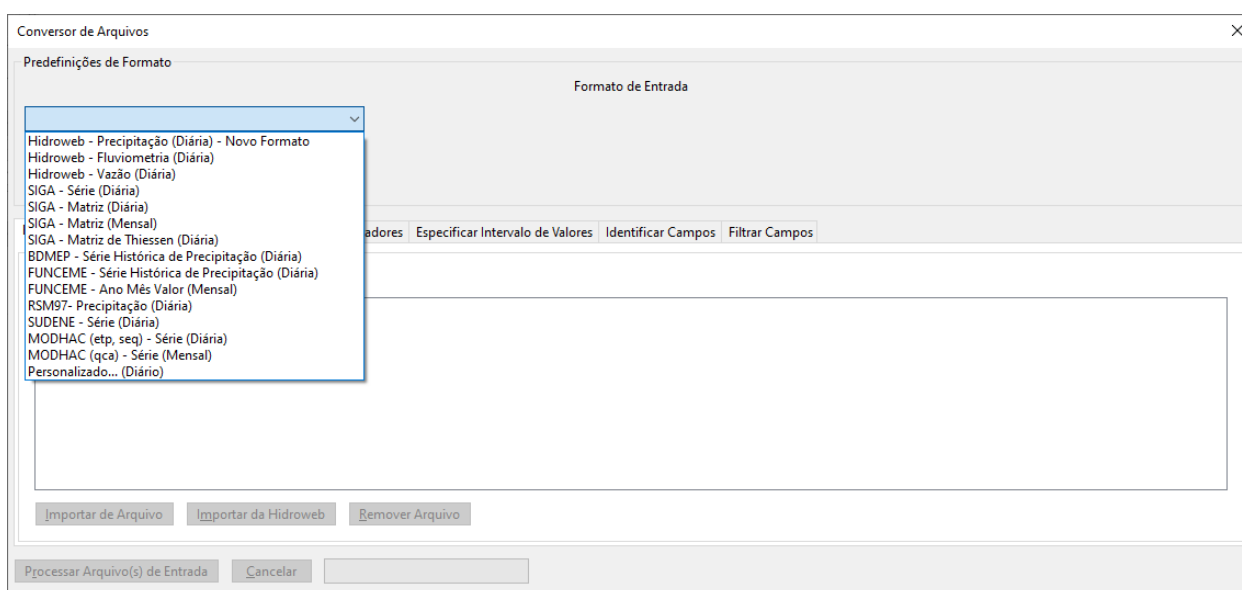 Conversor de Arquivos
Predefinições de Formato
Formato de Entrada
Hidroweb - Precipitação (Diária) - Novo Formato
Hidroweb - Fluviometria (Diária)
Hidroweb - Vazão (Diária)
SIGA - Série (Diária)
SIGA - Matriz (Diária)
SIGA - Matriz (Mensal)
SIGA - Matriz de Thiessen (Diária)
BDMEP - Série Histórica de Precipitação (Diária)
FUNCEME - Série Histórica de Precipitação (Diária)
FUNCEME - Ano Mês Valor (Mensal)
RSM97- Precipitação (Diária)
SUDENE - Série (Diária)
MODHAC (etp, seq) - Série (Diária)
MODHAC (qca) - Série (Mensal)
Personalizado... (Diário)
adores Especificar Intervalo de Valores Identificar Campos Filtrar Campos
Importar de Arquivo Importar da Hidroweb Remover Arquivo
Processar Arquivo(s) de Entrada Cancelar